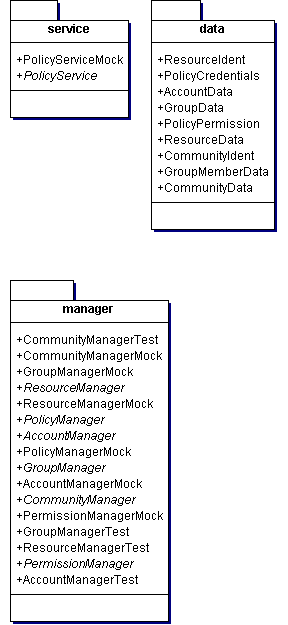 service
+PolicyServiceMock
+PolicyService
data
+ResourceIdent
+PolicyCredentials
+AccountData
+GroupData
+PolicyPermission
+ResourceData
+CommunityIdent
+GroupMemberData
+CommunityData
manager
+CommunityManagerTest
+CommunityManagerMock
+GroupManagerMock
+ResourceManager
+ResourceManagerMock
+PolicyManager
+AccountManager
+PolicyManagerMock
+GroupManager
+AccountManagerMock
+CommunityManager
+PermissionManagerMock
+GroupManagerTest
+ResourceManagerTest
+PermissionManager
+AccountManagerTest